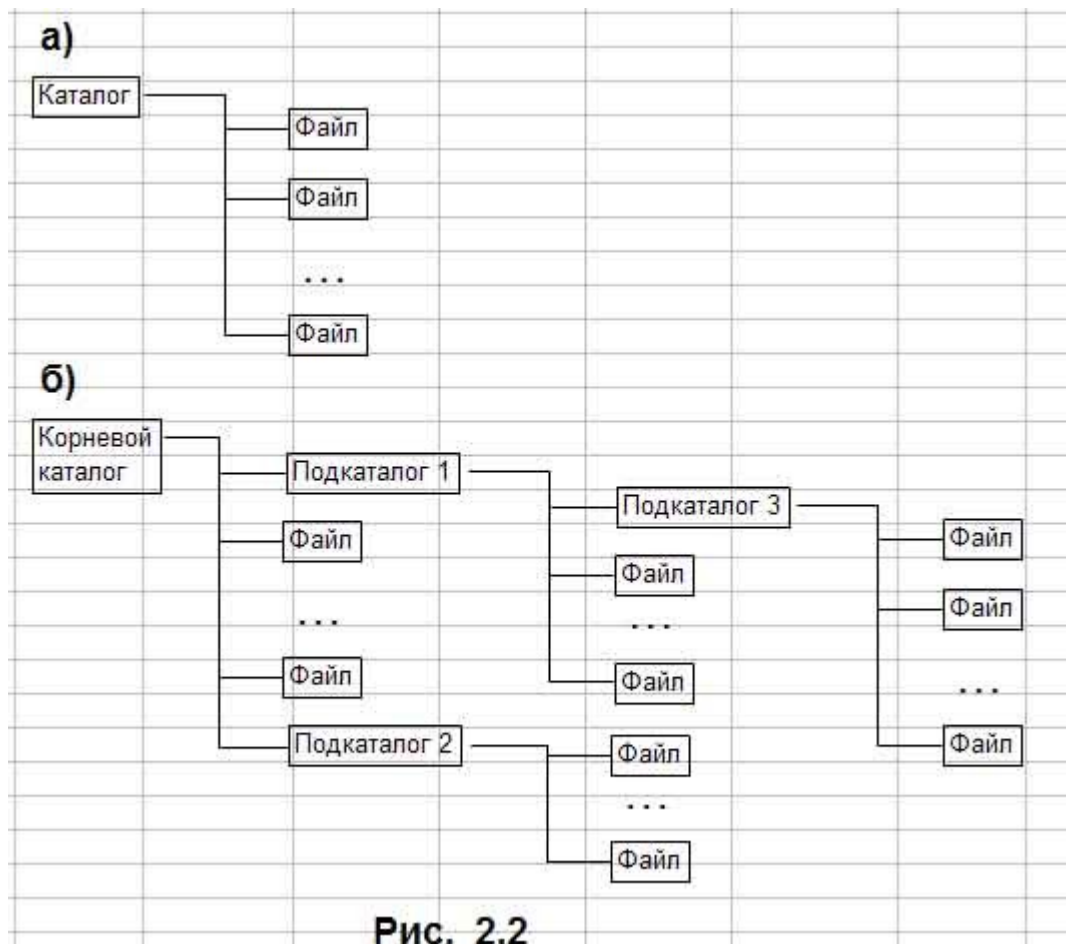 а)
Каталог
Файл
Файл
...
Файл
б)
Корневой
каталог
Подкаталог 1
Подкаталог 3
Файл
Файл
Файл
Файл
...
...
...
Файл
Файл
Подкаталог 2
Файл
Файл
...
Файл
Рис. 2.2